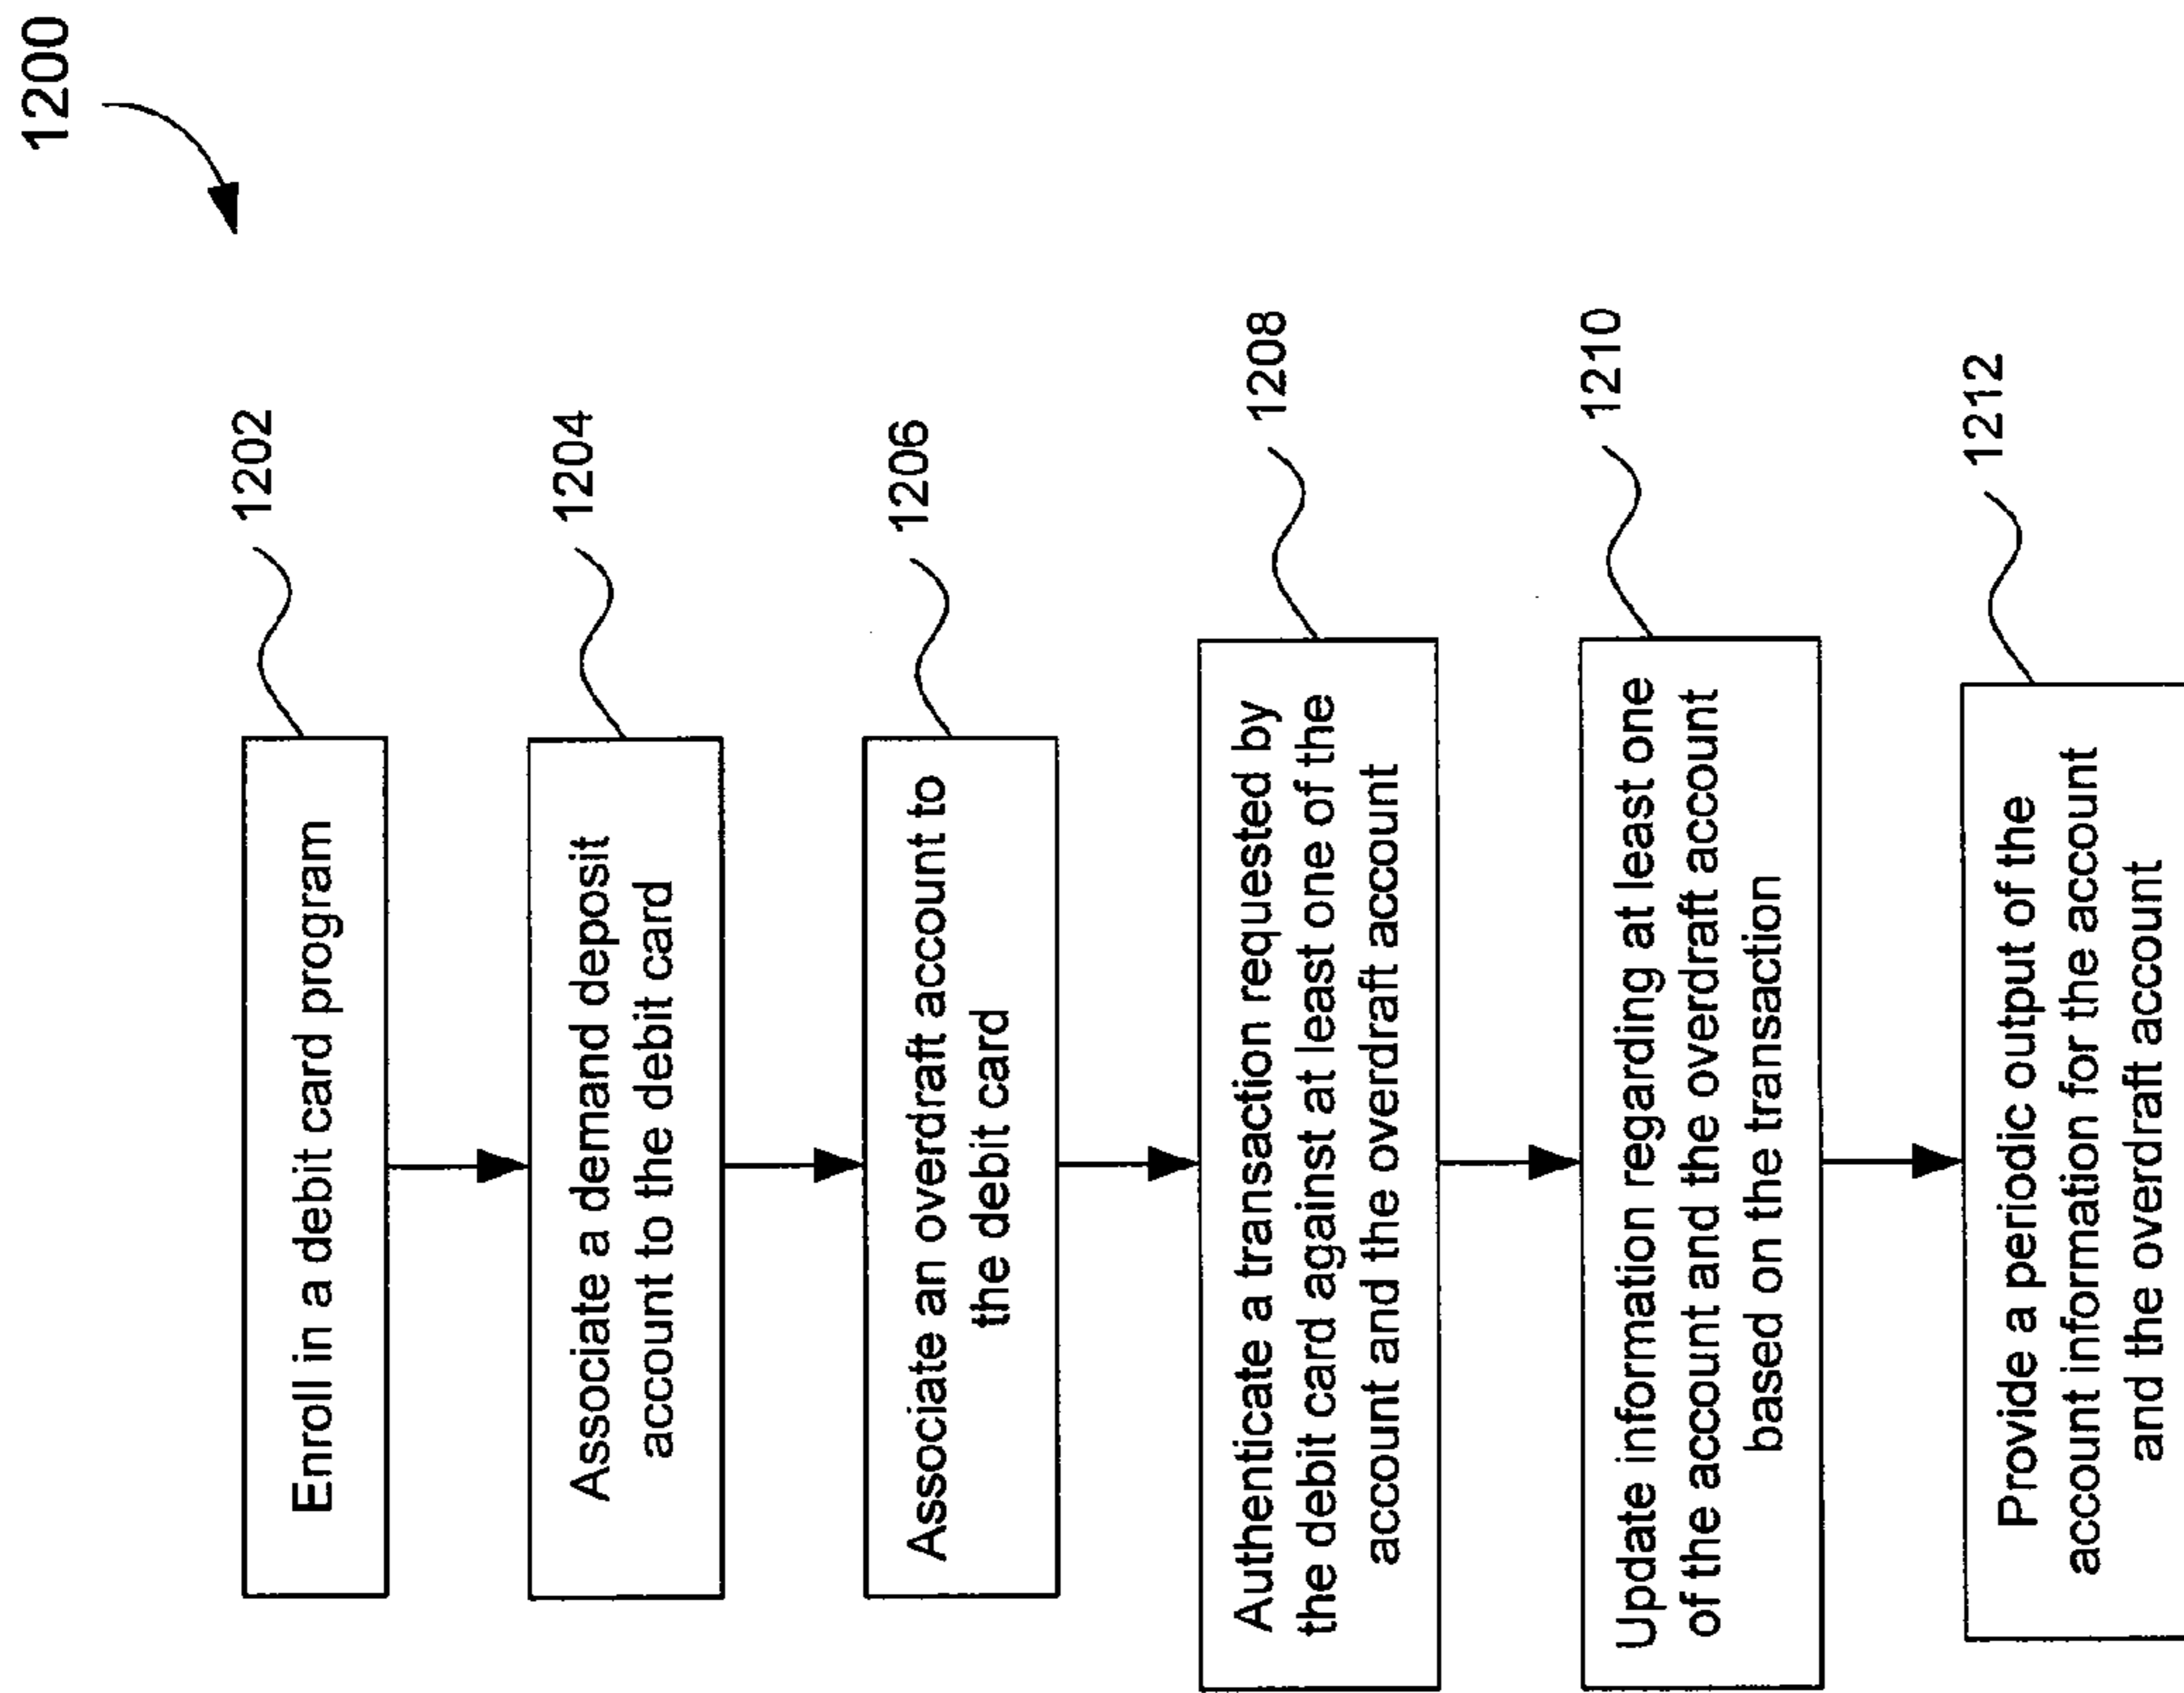 1200
1202
Enroll in a debit card program
1204
Associate a demand deposit
account to the debit card
1206
Associate an overdraft account to
the debit card
1208
Authenticate a transaction requested by
the debit card against at least one of the
account and the overdraft account
1210
Update information regarding at least one
of the account and the overdraft account
based on the transaction
1212
Provide a periodic output of the
account information for the account
and the overdraft account